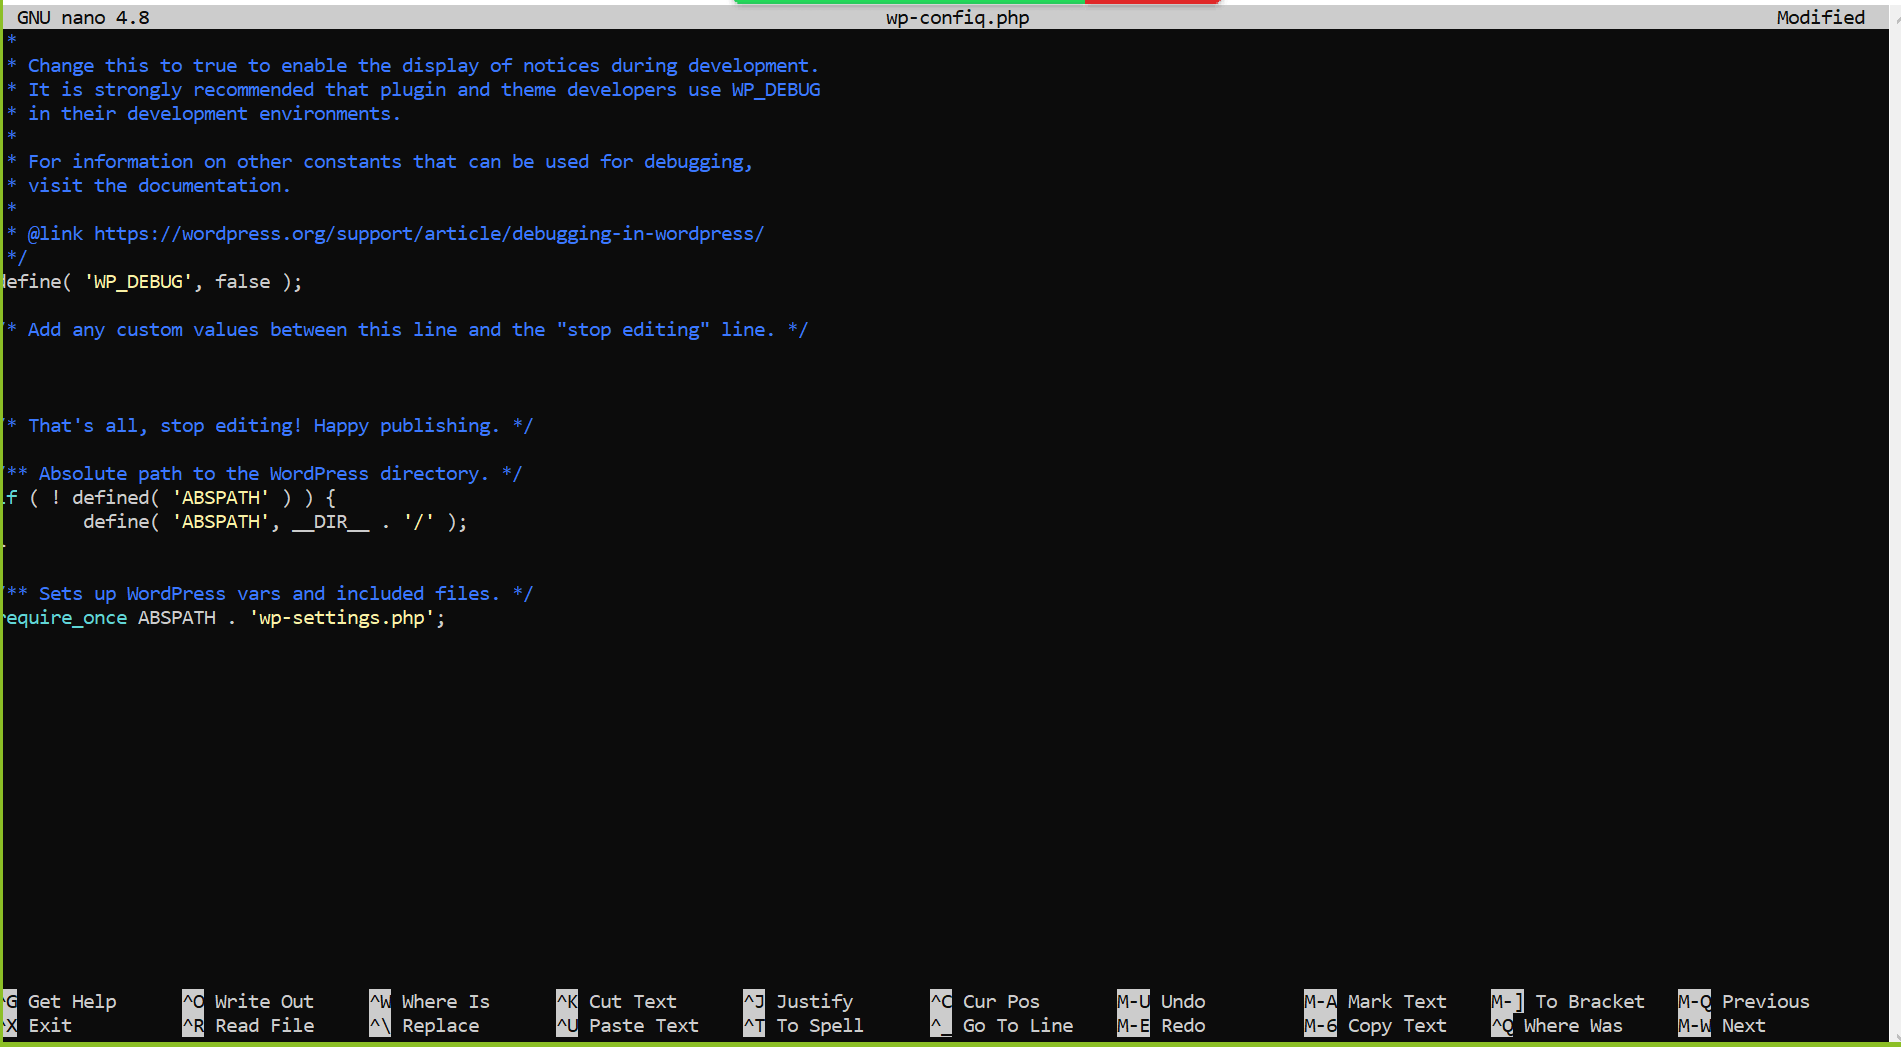 GNU nano 4.8 wp-confiq.php Modified
*
* Change this to true to enable the display of notices during development.
* It is strongly recommended that plugin and theme developers use WP_DEBUG
* in their development environments.
*
* For information on other constants that can be used for debugging,
* visit the documentation.
*
* @link https://wordpress.org/support/article/debugging-in-wordpress/
*/
define( 'WP_DEBUG', false );
/* Add any custom values between this line and the "stop editing" line. */
/* That's all, stop editing! Happy publishing. */
/** Absolute path to the WordPress directory. */
if ( ! defined( 'ABSPATH' ) ) {
define( 'ABSPATH', __DIR__ . '/' );
}
/** Sets up WordPress vars and included files. */
require_once ABSPATH . 'wp-settings.php';
^G Get Help ^O Write Out ^W Where Is ^K Cut Text ^J Justify ^C Cur Pos M-U Undo M-A Mark Text M-] To Bracket M-Q Previous
^X Exit ^R Read File ^\ Replace ^U Paste Text ^T To Spell ^_ Go To Line M-E Redo M-6 Copy Text ^Q Where Was M-W Next